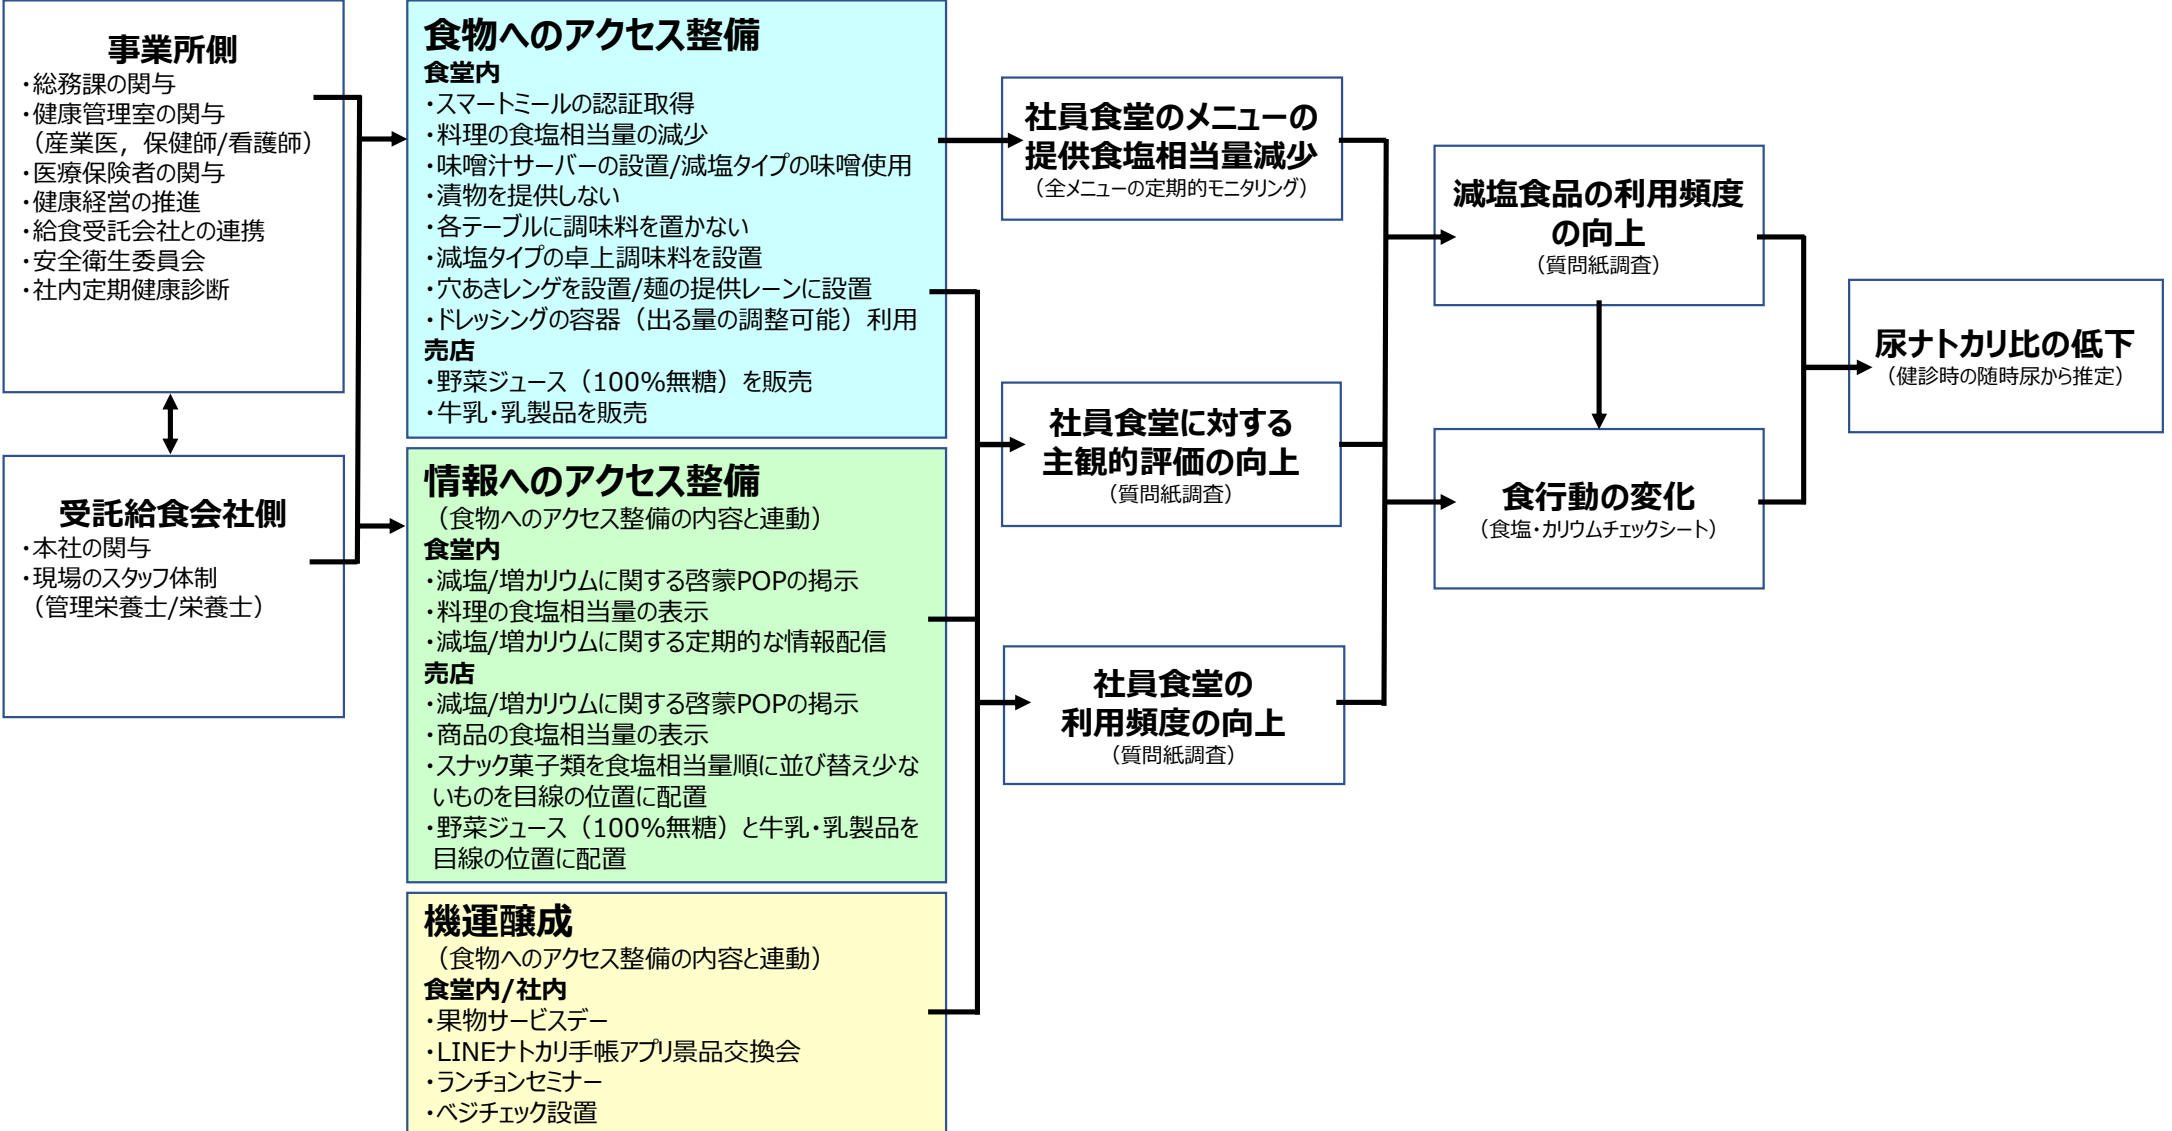 事業所側
・総務課の関与
・健康管理室の関与
（産業医，保健師/看護師）
・医療保険者の関与
・健康経営の推進
・給食受託会社との連携
・安全衛生委員会
・社内定期健康診断
受託給食会社側
・本社の関与
・現場のスタッフ体制
（管理栄養士/栄養士）
食物へのアクセス整備
食堂内
・スマートミールの認証取得
・料理の食塩相当量の減少
・味噌汁サーバーの設置/減塩タイプの味噌使用
・漬物を提供しない
・各テーブルに調味料を置かない
・減塩タイプの卓上調味料を設置
・穴あきレンゲを設置/麺の提供レーンに設置
・ドレッシングの容器（出る量の調整可能）利用
売店
・野菜ジュース（100%無糖）を販売
・牛乳・乳製品を販売
情報へのアクセス整備
（食物へのアクセス整備の内容と連動）
食堂内
・減塩/増カリウムに関する啓蒙POPの掲示
・料理の食塩相当量の表示
・減塩/増カリウムに関する定期的な情報配信
売店
・減塩/増カリウムに関する啓蒙POPの掲示
・商品の食塩相当量の表示
・スナック菓子類を食塩相当量順に並び替え少な
いものを目線の位置に配置
・野菜ジュース（100%無糖）と牛乳・乳製品を
目線の位置に配置
機運醸成
（食物へのアクセス整備の内容と連動）
食堂内/社内
・果物サービスデー
・LINEナトカリ手帳アプリ景品交換会
・ランチョンセミナー
・ベジチェック設置
社員食堂のメニューの
提供食塩相当量減少
（全メニューの定期的モニタリング）
社員食堂に対する
主観的評価の向上
（質問紙調査）
社員食堂の
利用頻度の向上
（質問紙調査）
減塩食品の利用頻度
の向上
（質問紙調査）
食行動の変化
（食塩・カリウムチェックシート）
尿ナトカリ比の低下
（健診時の随時尿から推定）